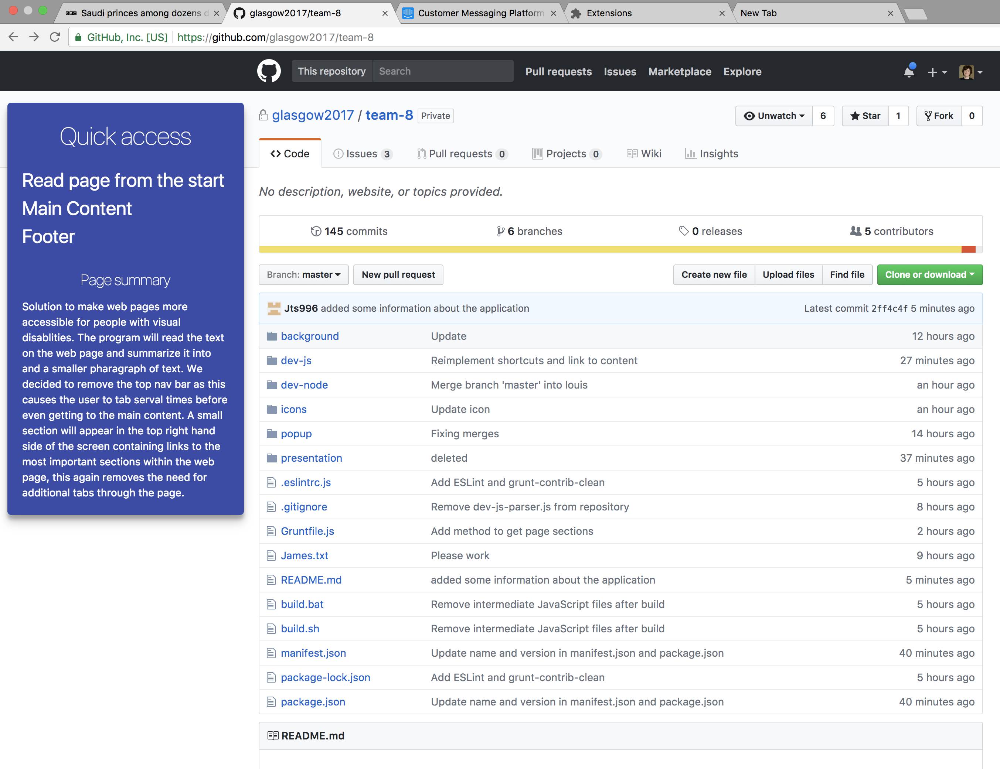 BBC Saudi princes among dozens d
glasgow2017/team-8
Customer Messaging Platform
Extensions
New Tab
GitHub, Inc. [US] https://github.com/glasgow2017/team-8
This repository Search Pull requests Issues Marketplace Explore
Quick access
Read page from the start
Main Content
Footer
Page summary
Solution to make web pages more
accessible for people with visual
disablities. The program will read the text
on the web page and summarize it into
and a smaller pharagraph of text. We
decided to remove the top nav bar as this
causes the user to tab serval times before
even getting to the main content. A small
section will appear in the top right hand
side of the screen containing links to the
most important sections within the web
page, this again removes the need for
additional tabs through the page.
glasgow2017 / team-8 Private
Unwatch 6 Star 1 Fork 0
Code Issues 3 Pull requests 0 Projects 0 Wiki Insights
No description, website, or topics provided.
145 commits 6 branches 0 releases 5 contributors
Branch: master New pull request Create new file Upload files Find file Clone or download
Jts996 added some information about the application Latest commit 2ff4c4f 5 minutes ago
background Update 12 hours ago
dev-js Reimplement shortcuts and link to content 27 minutes ago
dev-node Merge branch 'master' into louis an hour ago
icons Update icon an hour ago
popup Fixing merges 14 hours ago
presentation deleted 37 minutes ago
.eslintrc.js Add ESLint and grunt-contrib-clean 5 hours ago
.gitignore Remove dev-js-parser.js from repository 8 hours ago
Gruntfile.js Add method to get page sections 2 hours ago
James.txt Please work 9 hours ago
README.md added some information about the application 5 minutes ago
build.bat Remove intermediate JavaScript files after build 5 hours ago
build.sh Remove intermediate JavaScript files after build 5 hours ago
manifest.json Update name and version in manifest.json and package.json 40 minutes ago
package-lock.json Add ESLint and grunt-contrib-clean 5 hours ago
package.json Update name and version in manifest.json and package.json 40 minutes ago
README.md